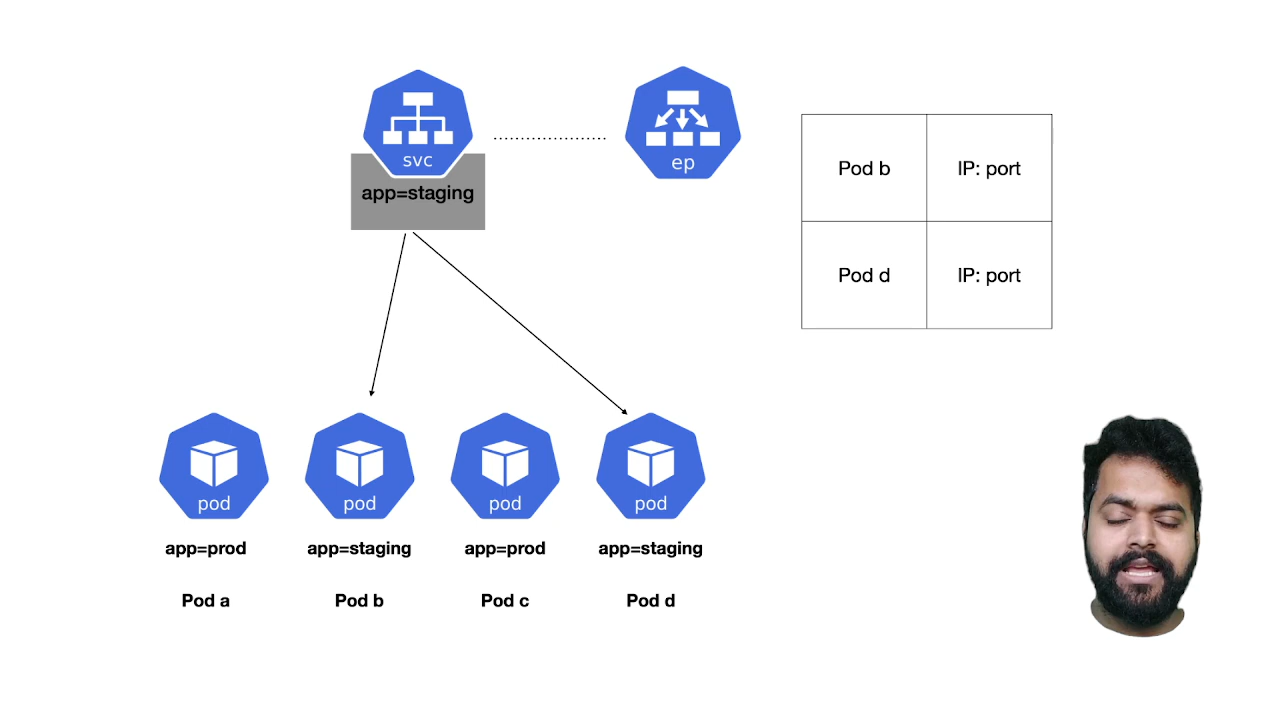 svc
app=staging
ep
Pod b
IP: port
Pod d
IP: port
pod
pod
pod
pod
app=prod
app=staging
app=prod
app=staging
Pod a
Pod b
Pod c
Pod d